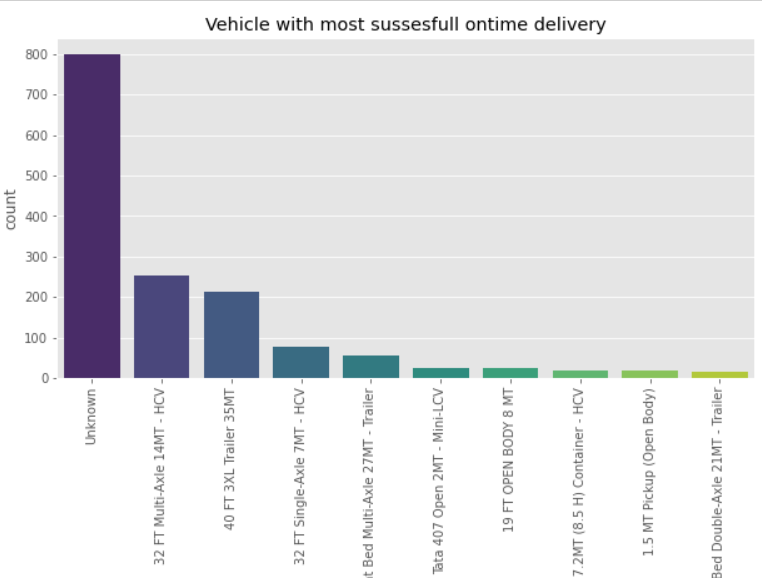 Vehicle with most sussesfull ontime delivery
count
800
700
600
500
400
300
200
100
0
Unknown
32 FT Multi-Axle 14MT - HCV
40 FT 3XL Trailer 35MT
32 FT Single-Axle 7MT - HCV
t Bed Multi-Axle 27MT - Trailer
Tata 407 Open 2MT - Mini-LCV
19 FT OPEN BODY 8 MT
7.2MT (8.5 H) Container - HCV
1.5 MT Pickup (Open Body)
Bed Double-Axle 21MT - Trailer